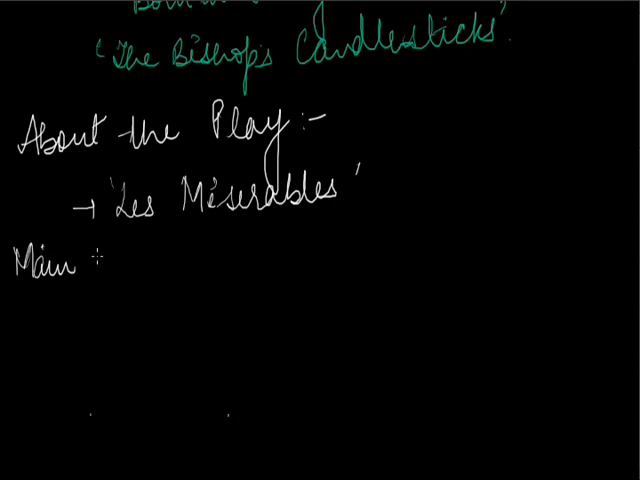 'The Bishop's Candlesticks'.
About the Play :-
→ 'Les Miserables'
Main